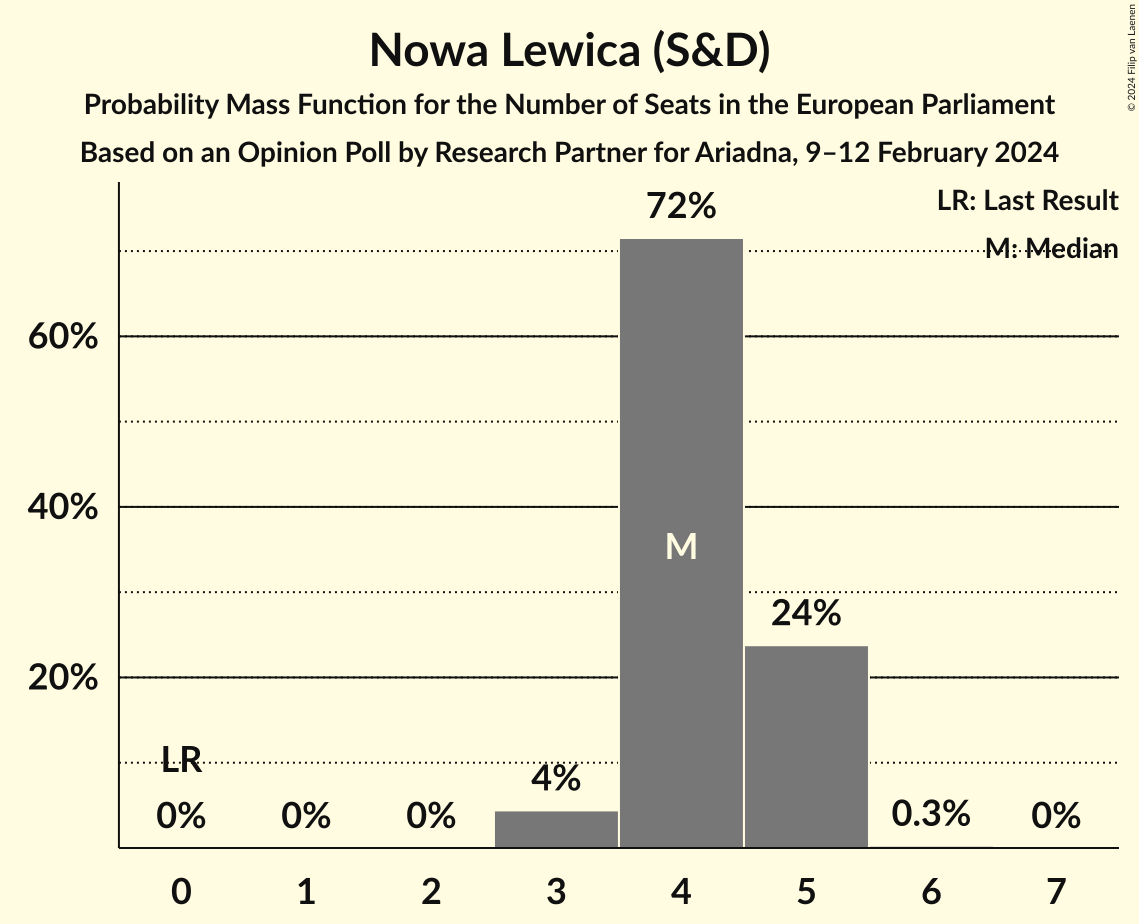 Nowa Lewica (S&D)
Probability Mass Function for the Number of Seats in the European Parliament
Based on an Opinion Poll by Research Partner for Ariadna, 9–12 February 2024
© 2024 Filip van Laenen
LR: Last Result
M: Median
72%
60%
40%
M
24%
20%
LR
4%
0%
0%
0%
0.3%
0%
0 1 2 3 4 5 6 7